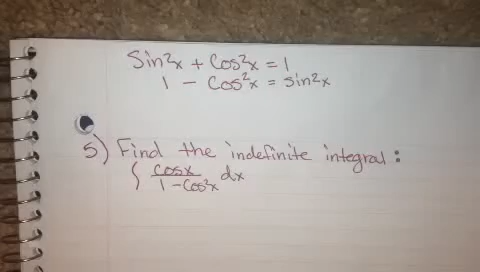 Sin²x + Cos²x = 1
1 - Cos²x = sin²x
5) Find the indefinite integral:
∫ cosx / 1-Cos²x dx